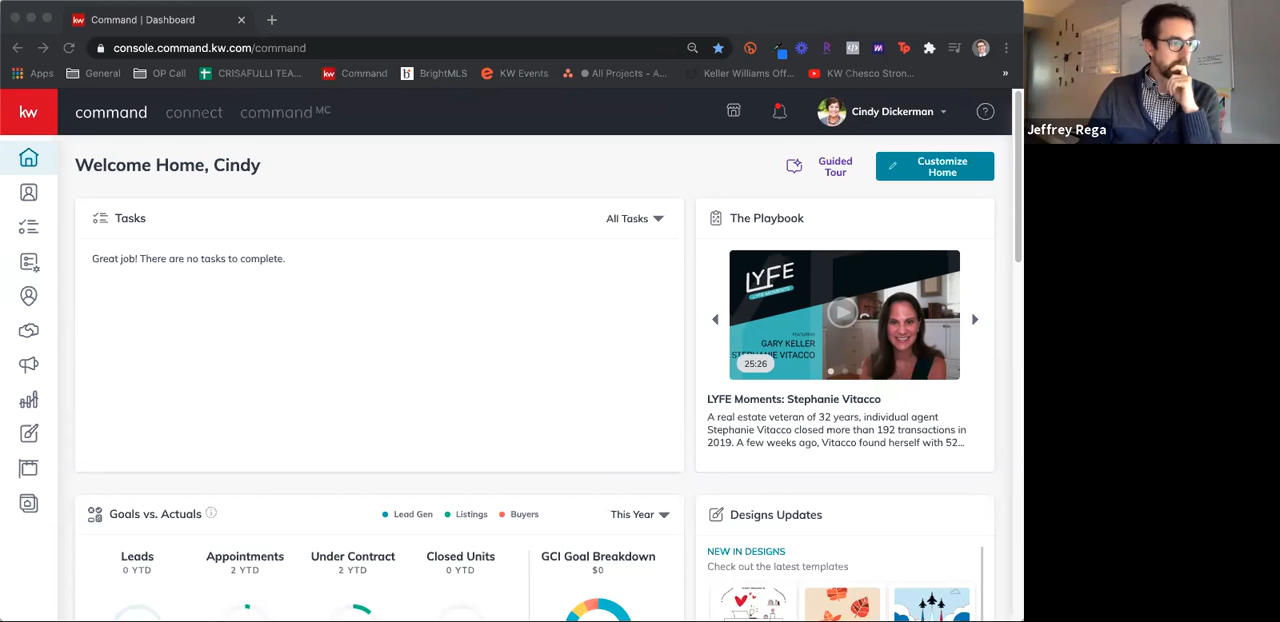 kw
Command | Dashboard
console.command.kw.com/command
Apps
General
OP Call
CRISAFULLI TEA...
kw
Command
BrightMLS
KW Events
All Projects - A...
Keller Williams Off...
KW Chesco Stron...
»
kw
command
connect
command MC
Cindy Dickerman
?
Jeffrey Rega
Welcome Home, Cindy
Guided
Tour
Customize
Home
Tasks
All Tasks
Great job! There are no tasks to complete.
The Playbook
LYFE
LYFE MOMENTS:
FEATURING
GARY KELLER
STEPHANIE VITACCO
25:26
LYFE Moments: Stephanie Vitacco
A real estate veteran of 32 years, individual agent
Stephanie Vitacco closed more than 192 transactions in
2019. A few weeks ago, Vitacco found herself with 52...
Goals vs. Actuals
Lead Gen
Listings
Buyers
This Year
Leads
0 YTD
Appointments
2 YTD
Under Contract
2 YTD
Closed Units
0 YTD
GCI Goal Breakdown
$0
Designs Updates
NEW IN DESIGNS
Check out the latest templates